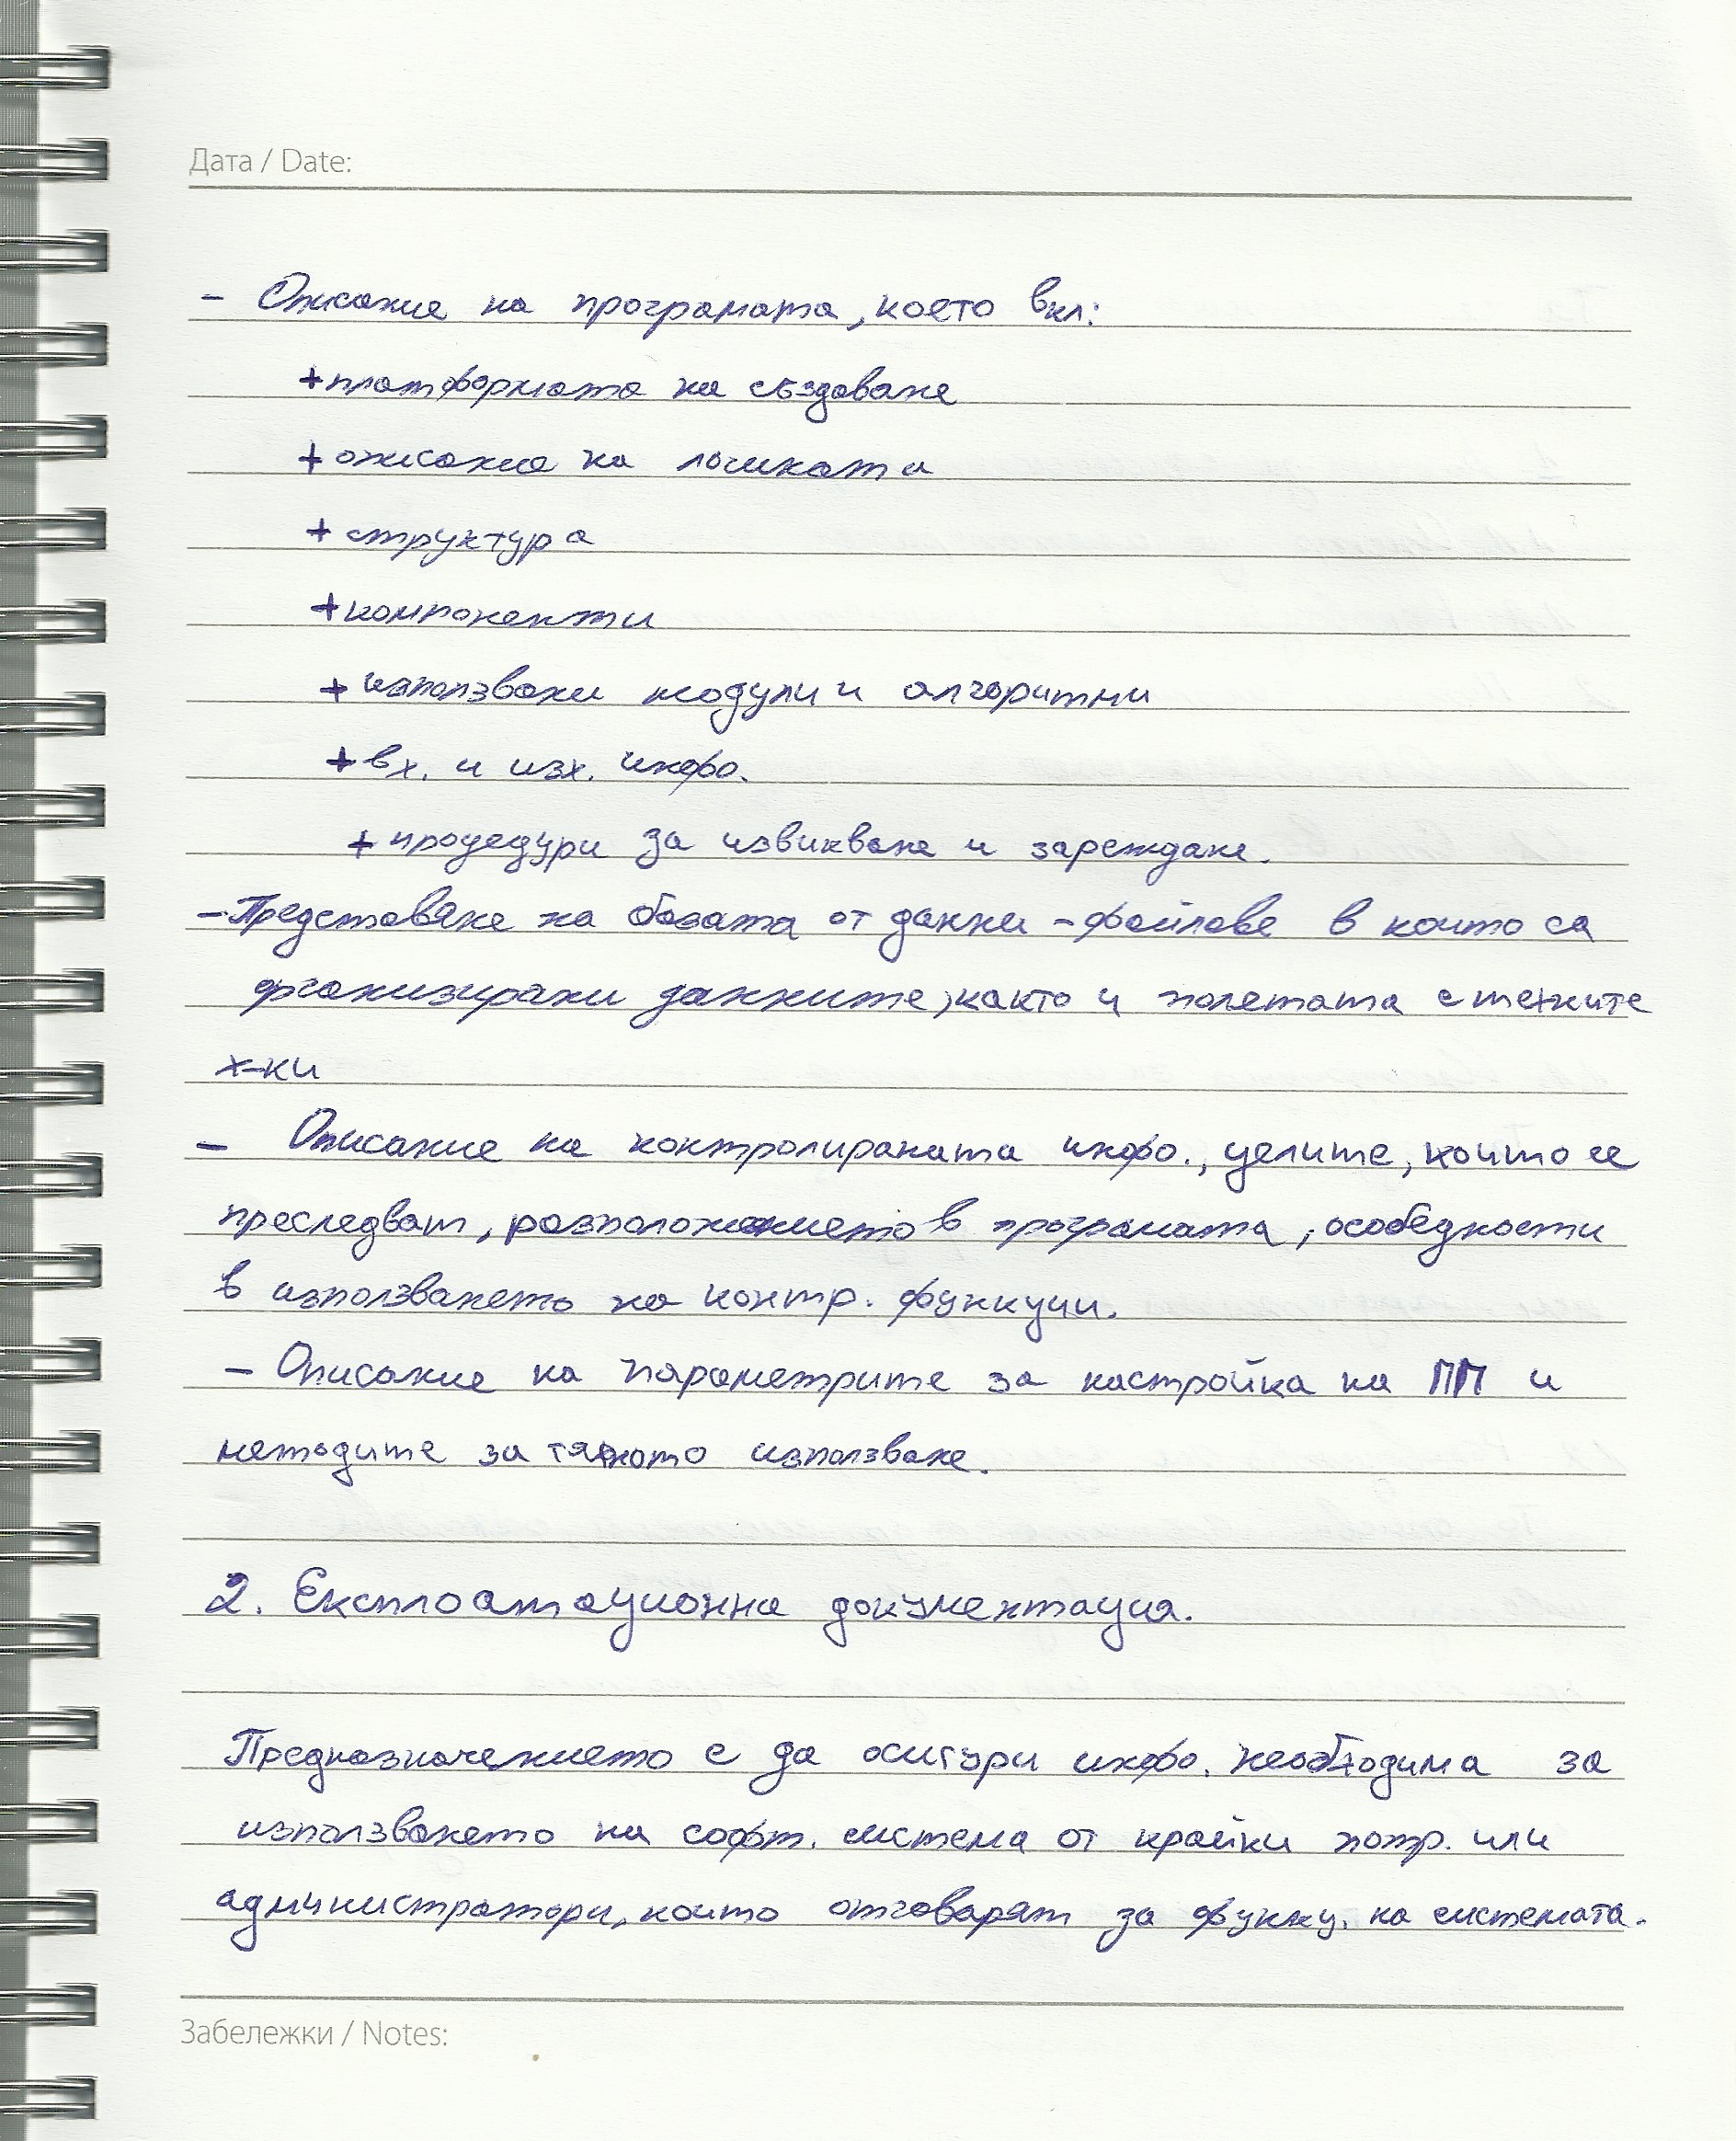 Дата / Date:
- Описание на програмата, което вкл:
+ платформата на създаване
+ описание на логиката
+ структура
+ компоненти
+ използвани модули и алгоритми
+ вх. и изх. инфо.
+ процедури за извикване и зареждане.
- Представяне на базата от данни - файлове в които са
организирани данните, както и полетата с техните
х-ки
- Описание на контролираната инфо., целите, които се
преследват, разположението в програмата, особедности
в използването на контр. функции.
- Описание на параметрите за настройка на ПП и
методите за тяхното използване.
2. Експлоатационна документация.
Предназначението е да осигури инфо. необходима за
използването на софт. система от крайни потр. или
администратори, които отговарят за функц. на системата.
Забележки / Notes: